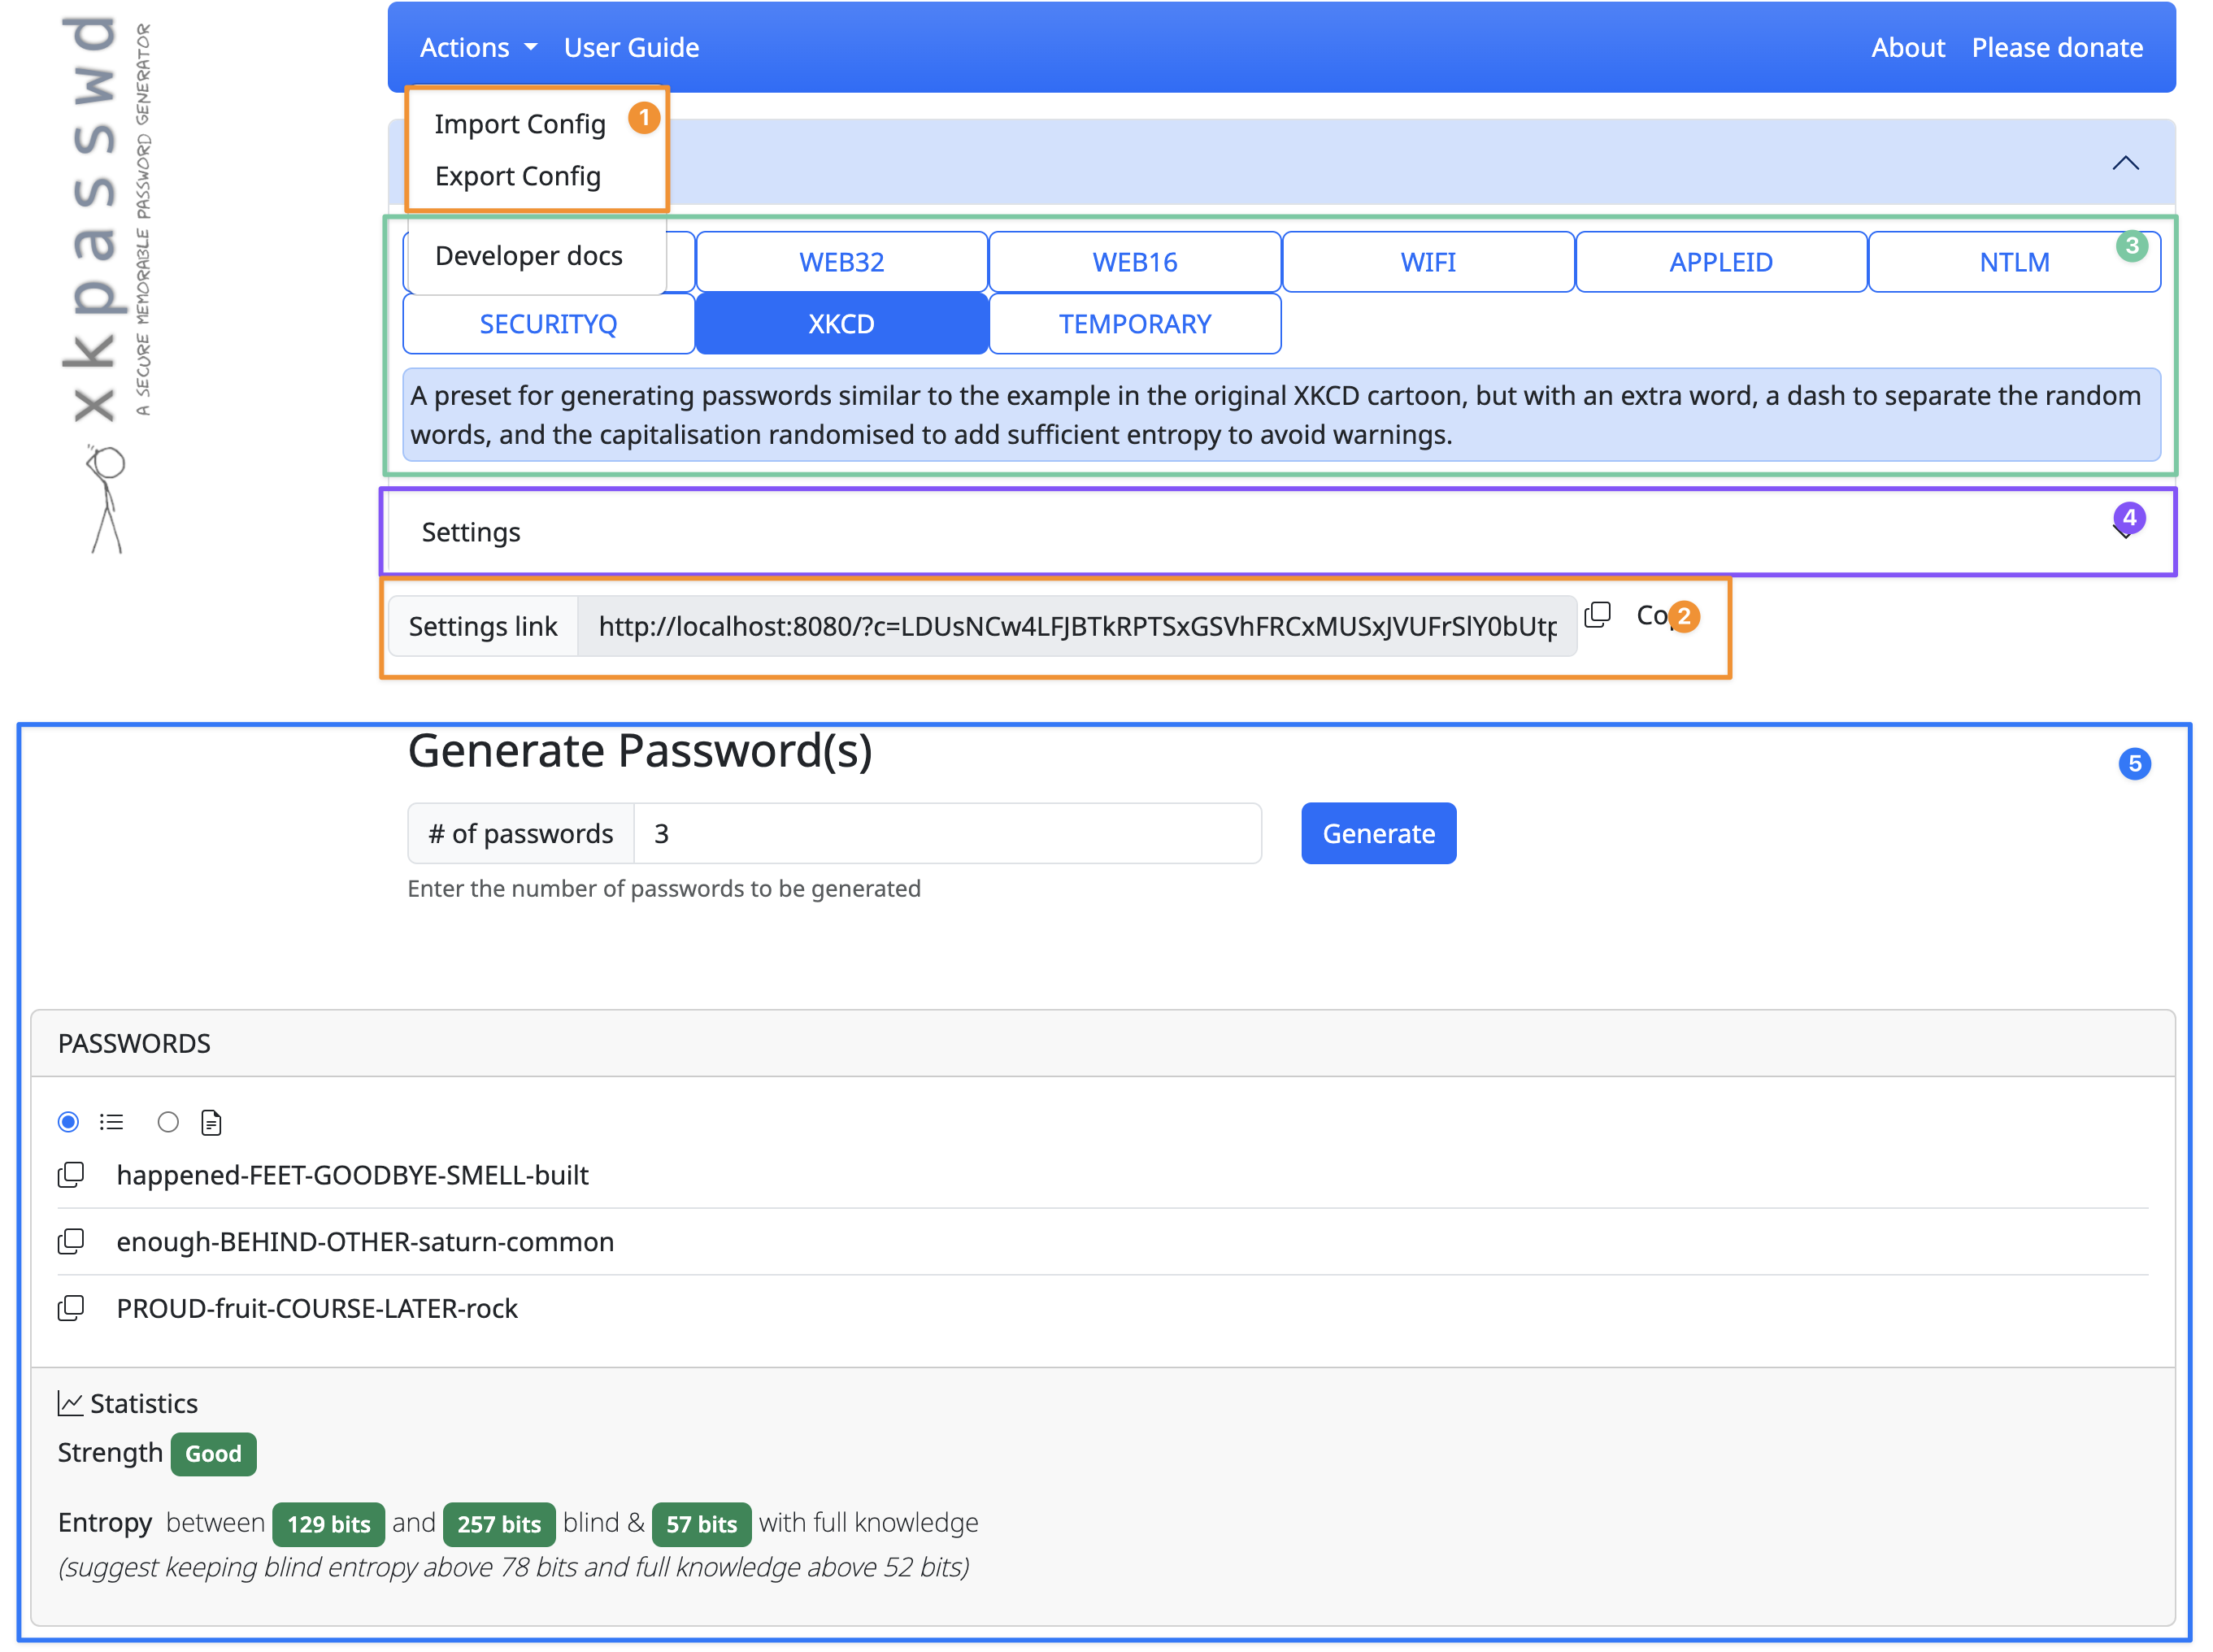 xkpasswd
A SECURE MEMORABLE PASSWORD GENERATOR
Actions User Guide About Please donate
Import Config 1
Export Config
Developer docs
WEB32 WEB16 WIFI APPLEID NTLM 3
SECURITYQ XKCD TEMPORARY
A preset for generating passwords similar to the example in the original XKCD cartoon, but with an extra word, a dash to separate the random
words, and the capitalisation randomised to add sufficient entropy to avoid warnings.
Settings 4
Settings link http://localhost:8080/?c=LDUsNCw4LFJBTkRPTSxGSVhFRCxMUSxJVUFrSlY0bUtp Co 2
Generate Password(s) 5
# of passwords 3 Generate
Enter the number of passwords to be generated
PASSWORDS
happened-FEET-GOODBYE-SMELL-built
enough-BEHIND-OTHER-saturn-common
PROUD-fruit-COURSE-LATER-rock
Statistics
Strength Good
Entropy between 129 bits and 257 bits blind & 57 bits with full knowledge
(suggest keeping blind entropy above 78 bits and full knowledge above 52 bits)